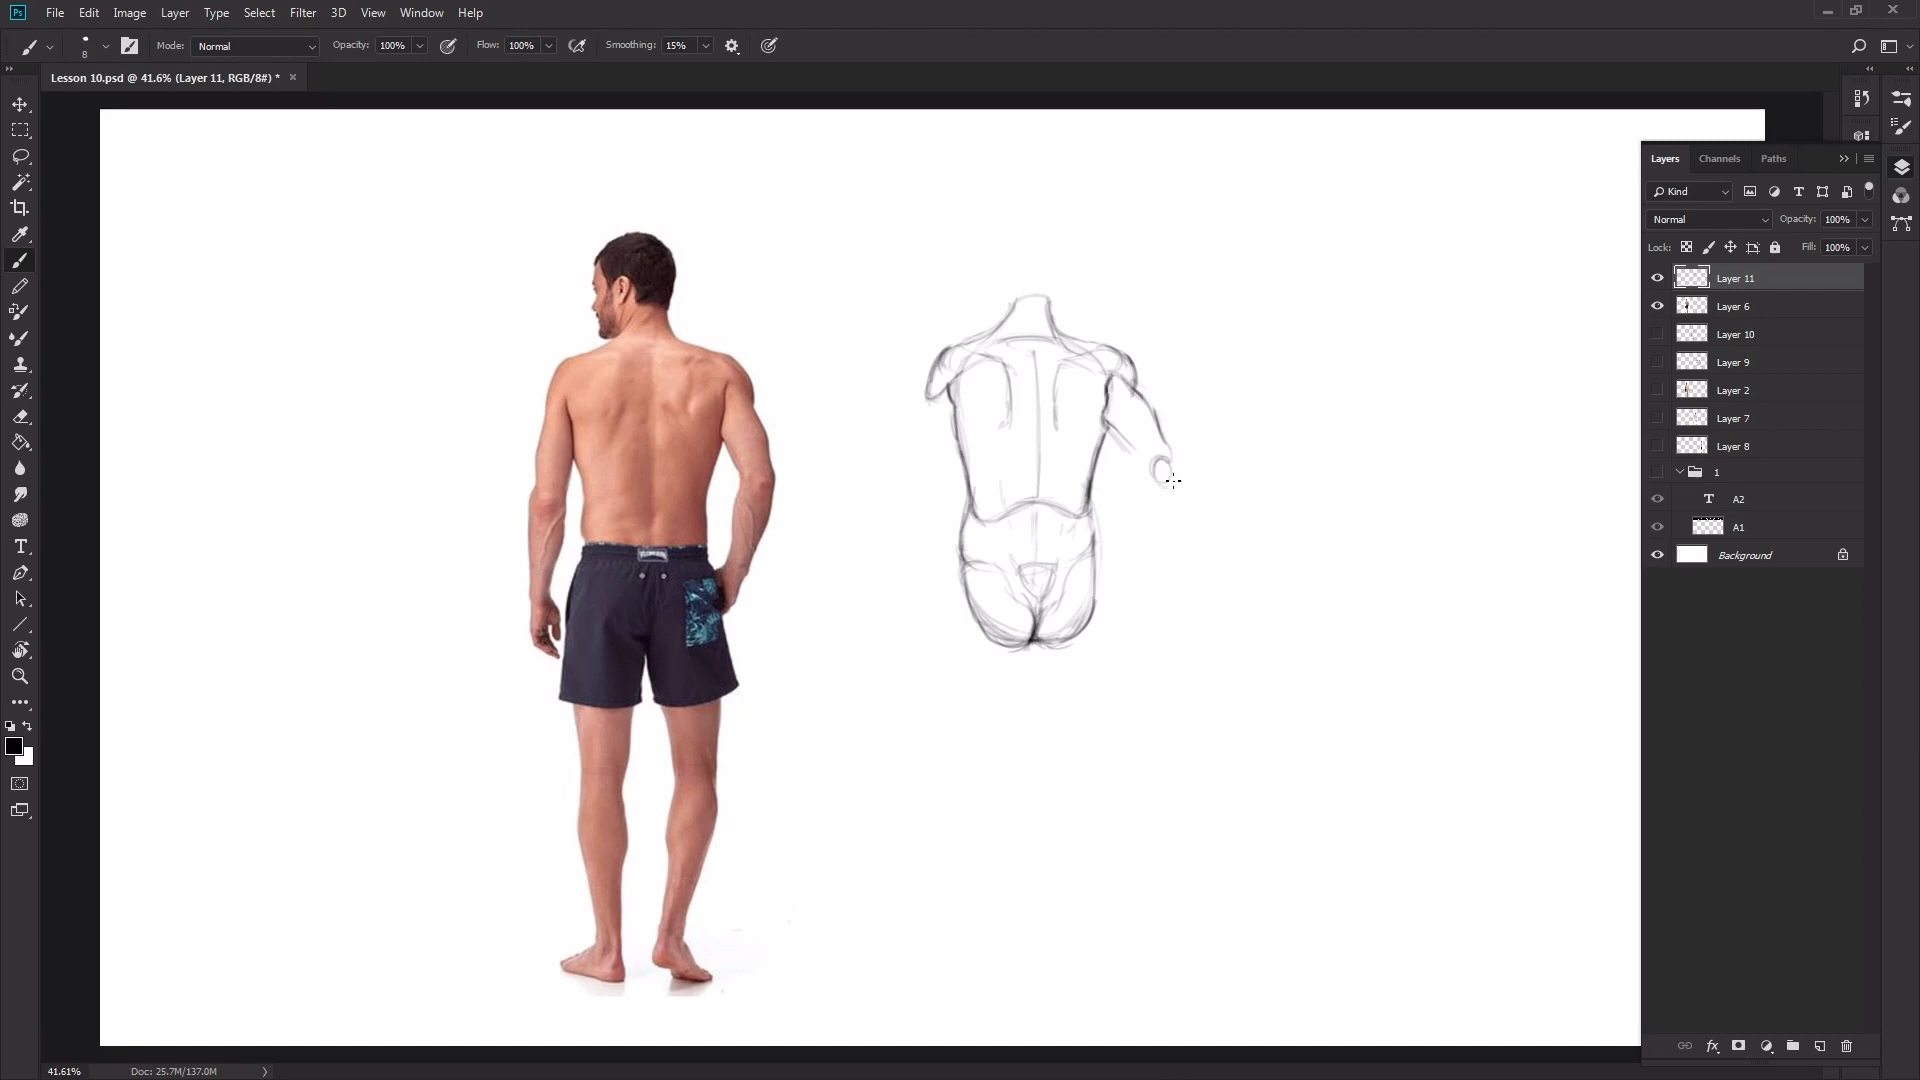 Ps File Edit Image Layer Type Select Filter 3D View Window Help
8 Mode: Normal Opacity: 100% Flow: 100% Smoothing: 15%
Lesson 10.psd @ 41.6% (Layer 11, RGB/8#) *
Layers Channels Paths
Kind
Normal Opacity: 100%
Lock: Fill: 100%
Layer 11
Layer 6
Layer 10
Layer 9
Layer 2
Layer 7
Layer 8
1
T A2
A1
Background
41.61% Doc: 25.7M/137.0M